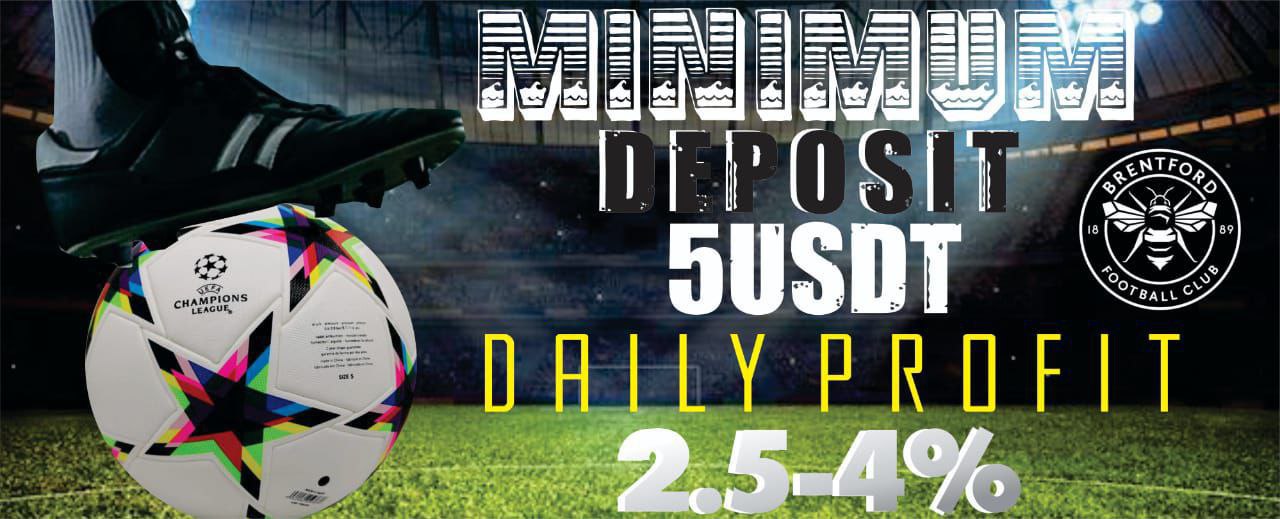 MINIMUM
DEPOSIT
5USDT
DAILY PROFIT
2.5-4%
BRENTFORD
18 89
FOOTBALL CLUB
UEFA
CHAMPIONS
LEAGUE
SIZE 5